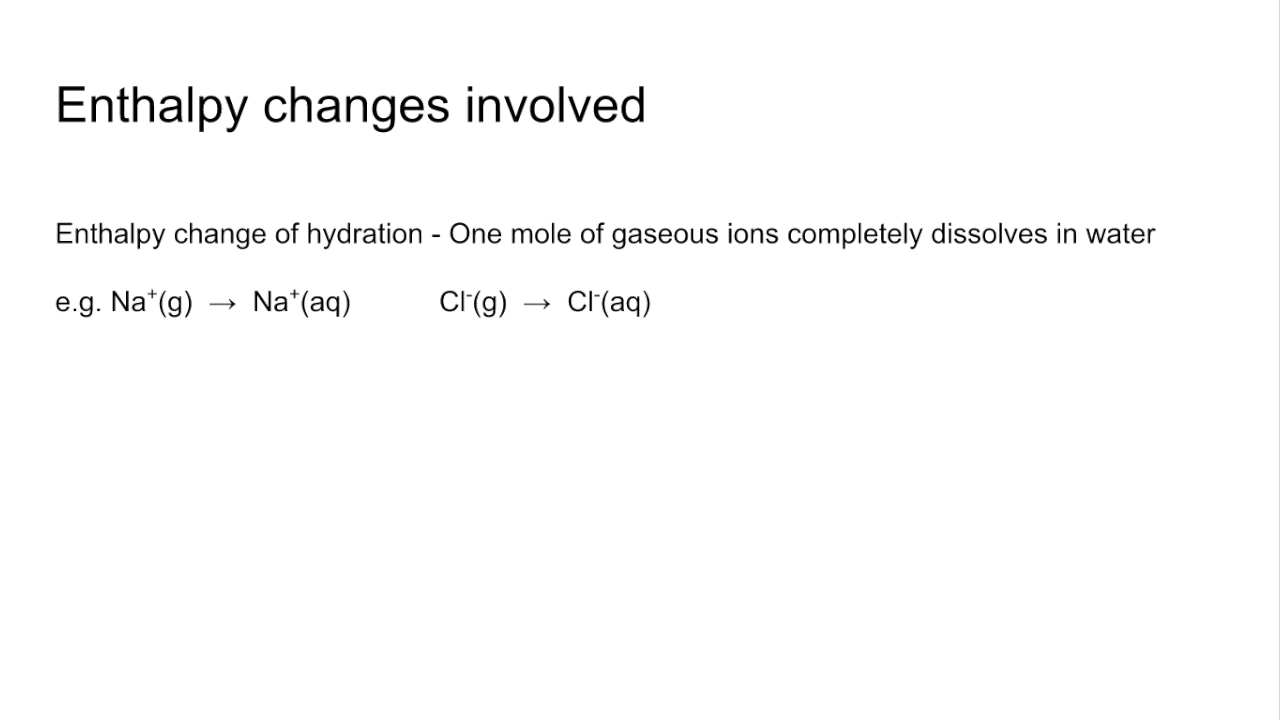 Enthalpy changes involved
Enthalpy change of hydration - One mole of gaseous ions completely dissolves in water
e.g. Na⁺(g) → Na⁺(aq) Cl⁻(g) → Cl⁻(aq)